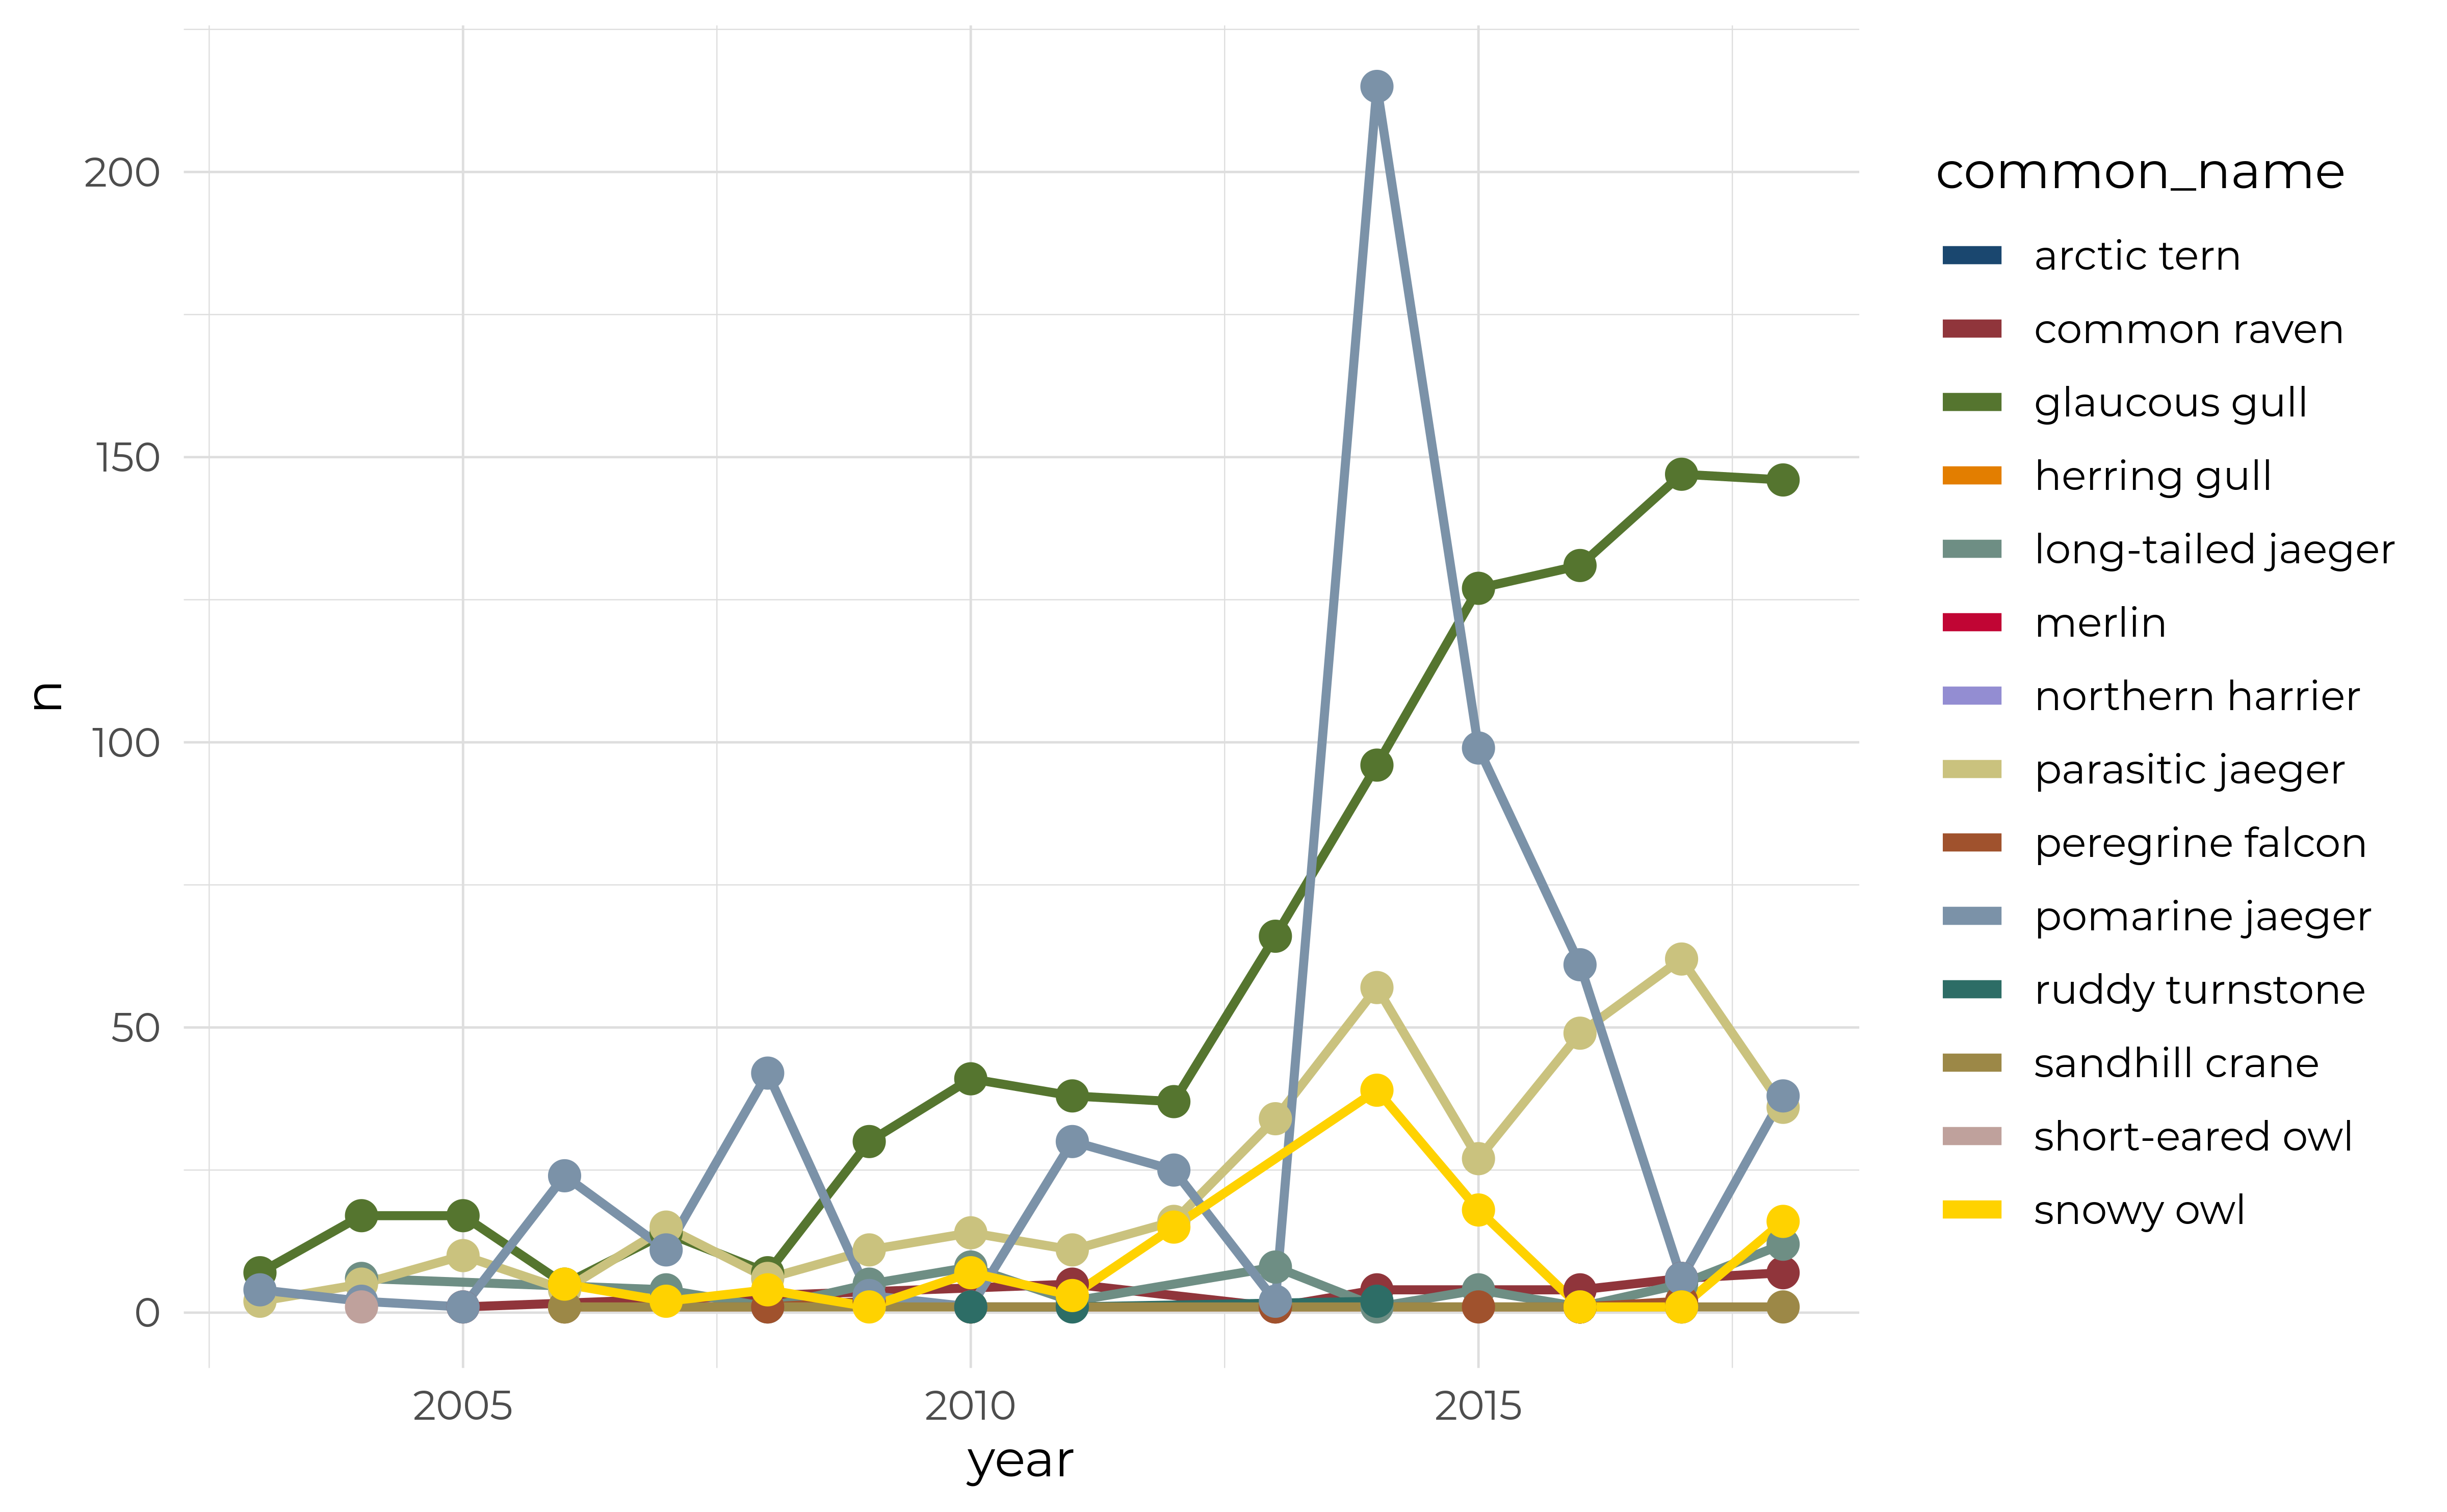 200
150
100
50
0
n
2005
2010
2015
year
common_name
arctic tern
common raven
glaucous gull
herring gull
long-tailed jaeger
merlin
northern harrier
parasitic jaeger
peregrine falcon
pomarine jaeger
ruddy turnstone
sandhill crane
short-eared owl
snowy owl